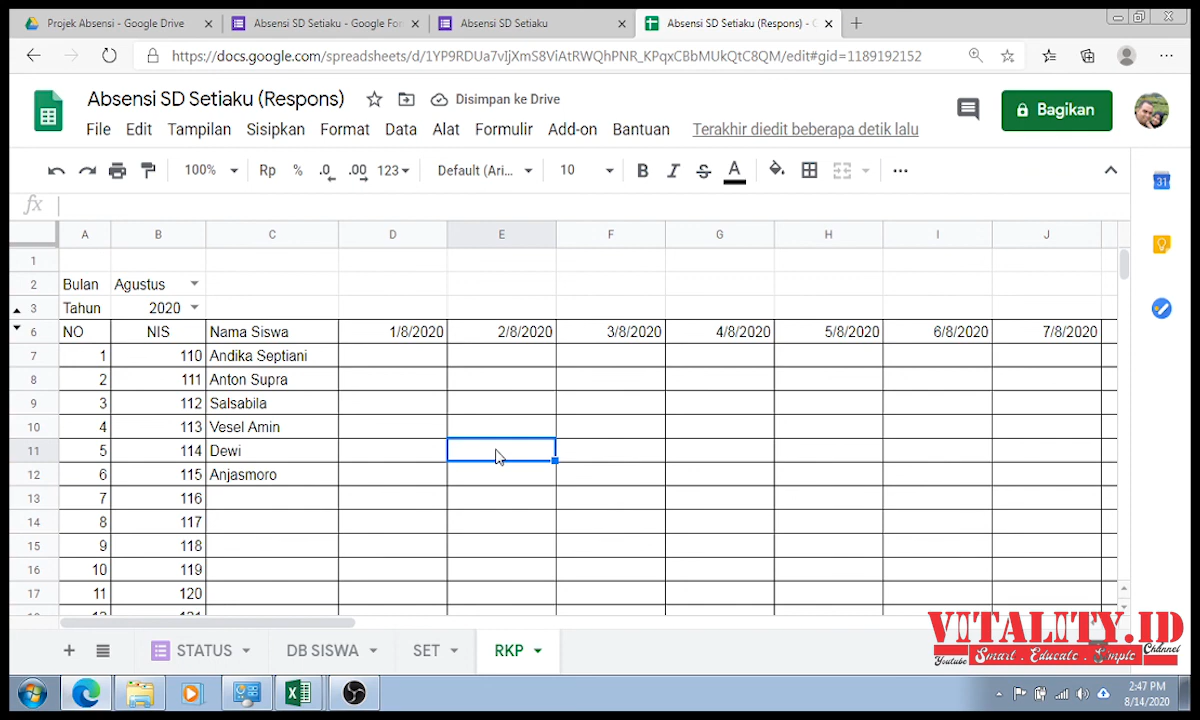 Projek Absensi - Google Drive
Absensi SD Setiaku - Google For
Absensi SD Setiaku
Absensi SD Setiaku (Respons) - G
https://docs.google.com/spreadsheets/d/1YP9RDUa7vIjXmS8ViAtRWQhPNR_KPqxCBbMUkQtC8QM/edit#gid=1189192152
Absensi SD Setiaku (Respons)
Disimpan ke Drive
Bagikan
File Edit Tampilan Sisipkan Format Data Alat Formulir Add-on Bantuan Terakhir diedit beberapa detik lalu
100% Rp % .0 .00 123 Default (Ari... 10 B I S A ...
31
fx
A B C D E F G H I J
1
2 Bulan Agustus
3 Tahun 2020
6 NO NIS Nama Siswa 1/8/2020 2/8/2020 3/8/2020 4/8/2020 5/8/2020 6/8/2020 7/8/2020
7 1 110 Andika Septiani
8 2 111 Anton Supra
9 3 112 Salsabila
10 4 113 Vesel Amin
11 5 114 Dewi
12 6 115 Anjasmoro
13 7 116
14 8 117
15 9 118
16 10 119
17 11 120
VITALITY.ID
Youtube Smart . Educate . Simple Channel
+ STATUS DB SISWA SET RKP
2:47 PM
8/14/2020